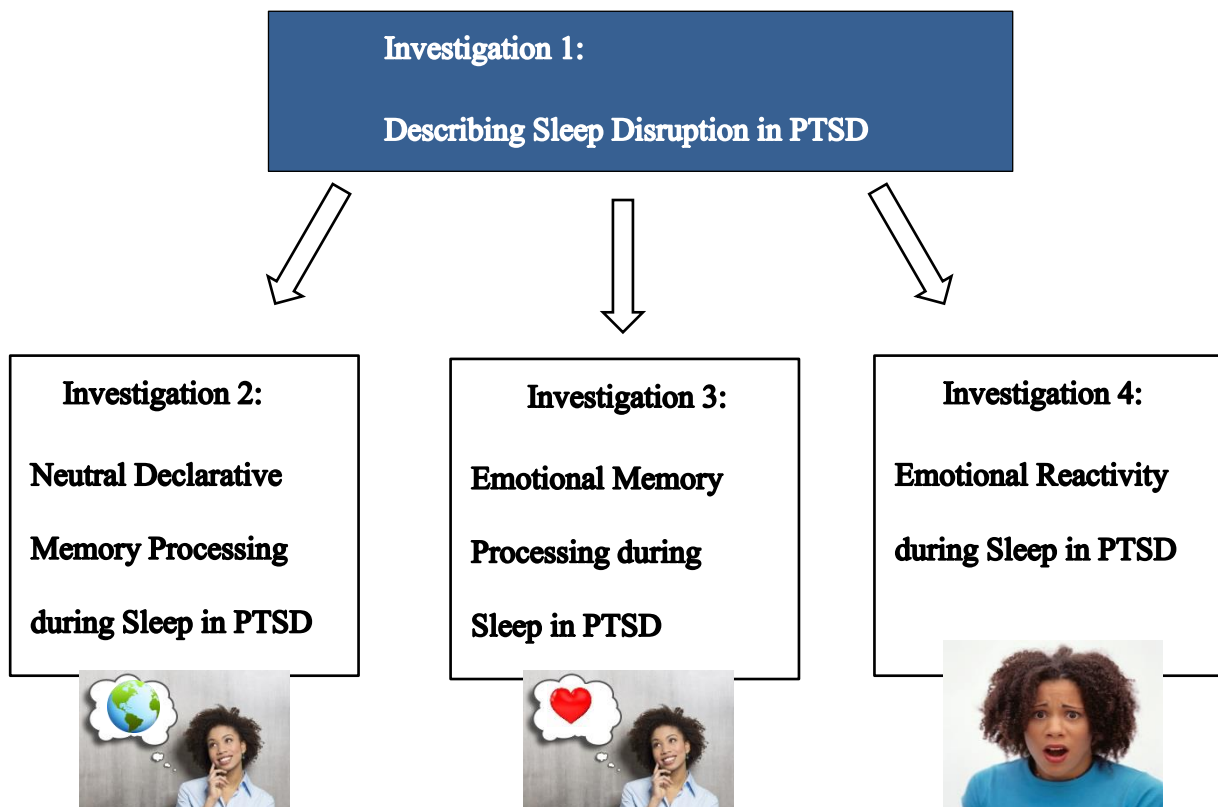 Investigation 1:
Describing Sleep Disruption in PTSD
Investigation 2:
Neutral Declarative
Memory Processing
during Sleep in PTSD
Investigation 3:
Emotional Memory
Processing during
Sleep in PTSD
Investigation 4:
Emotional Reactivity
during Sleep in PTSD